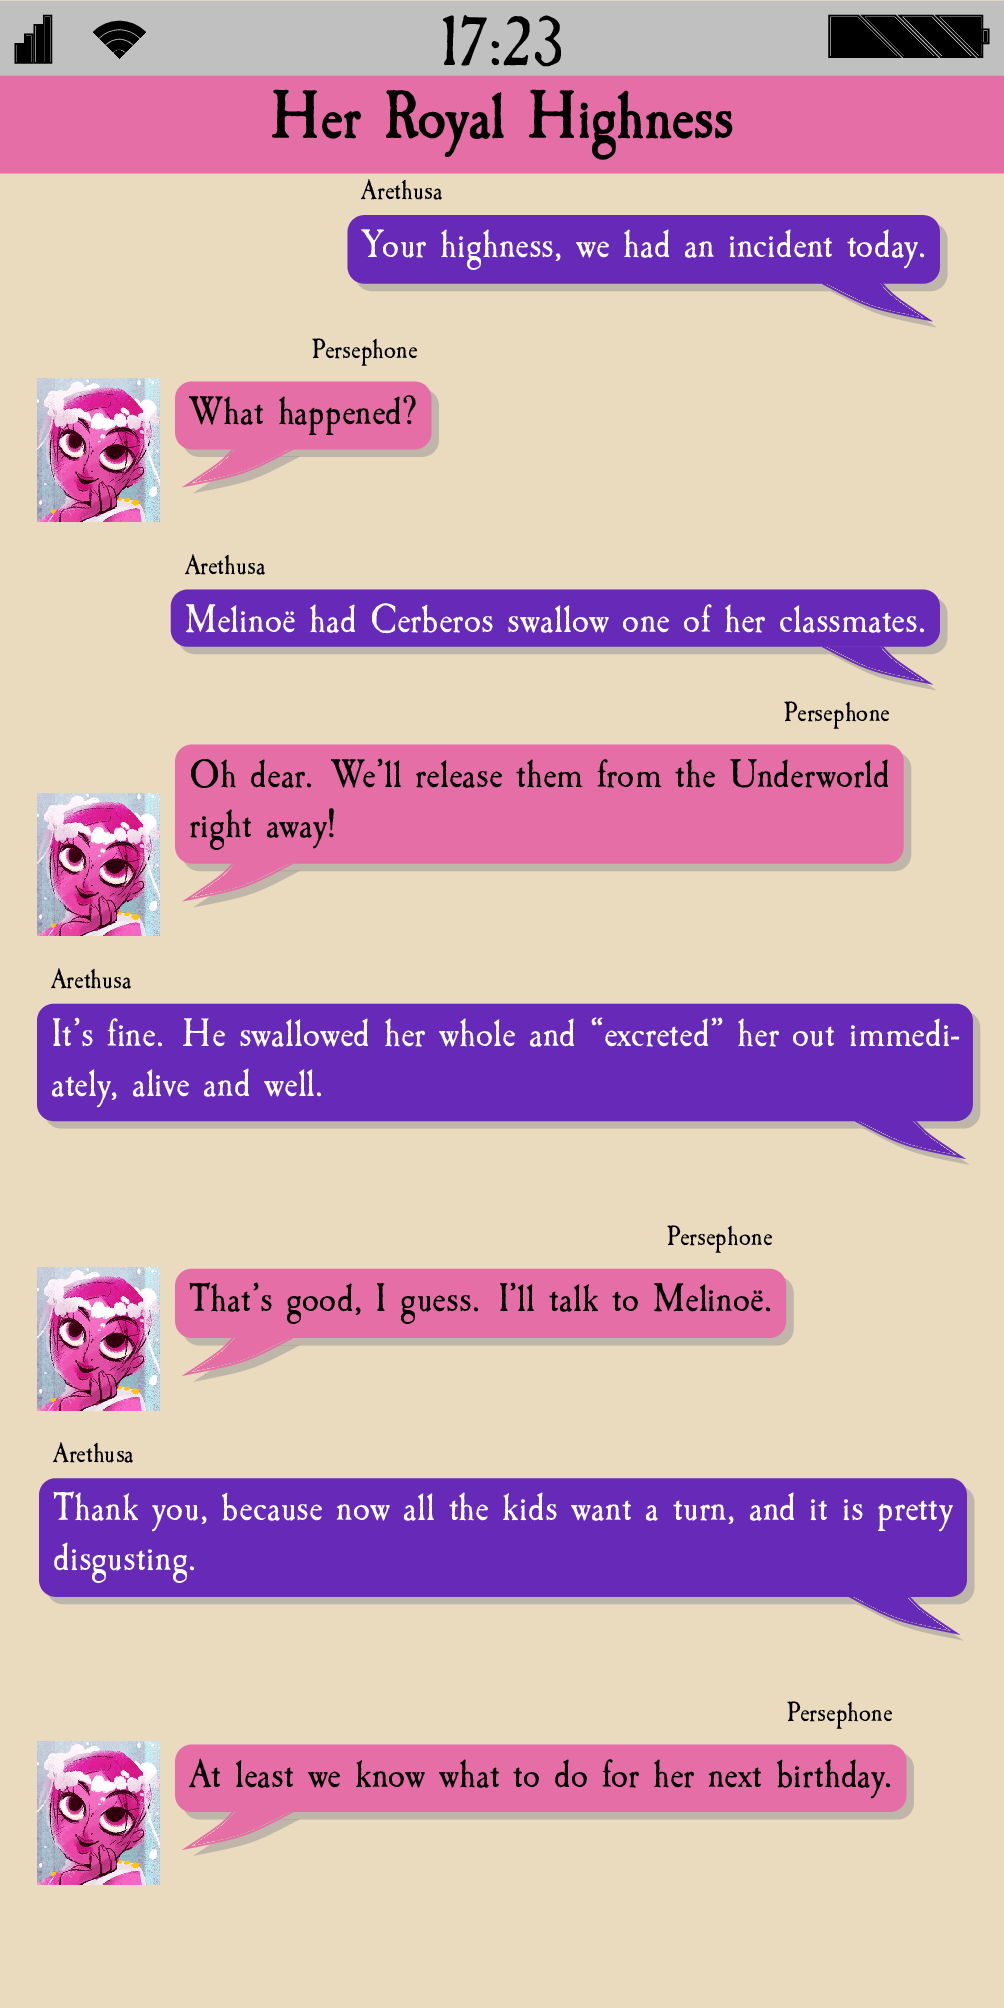 17:23
Her Royal Highness
Arethusa
Your highness, we had an incident today.
Persephone
What happened?
Arethusa
Melinoë had Cerberos swallow one of her classmates.
Persephone
Oh dear. We'll release them from the Underworld
right away!
Arethusa
It's fine. He swallowed her whole and “excreted” her out immedi-
ately, alive and well.
Persephone
That's good, I guess. I'll talk to Melinoë.
Arethusa
Thank you, because now all the kids want a turn, and it is pretty
disgusting.
Persephone
At least we know what to do for her next birthday.